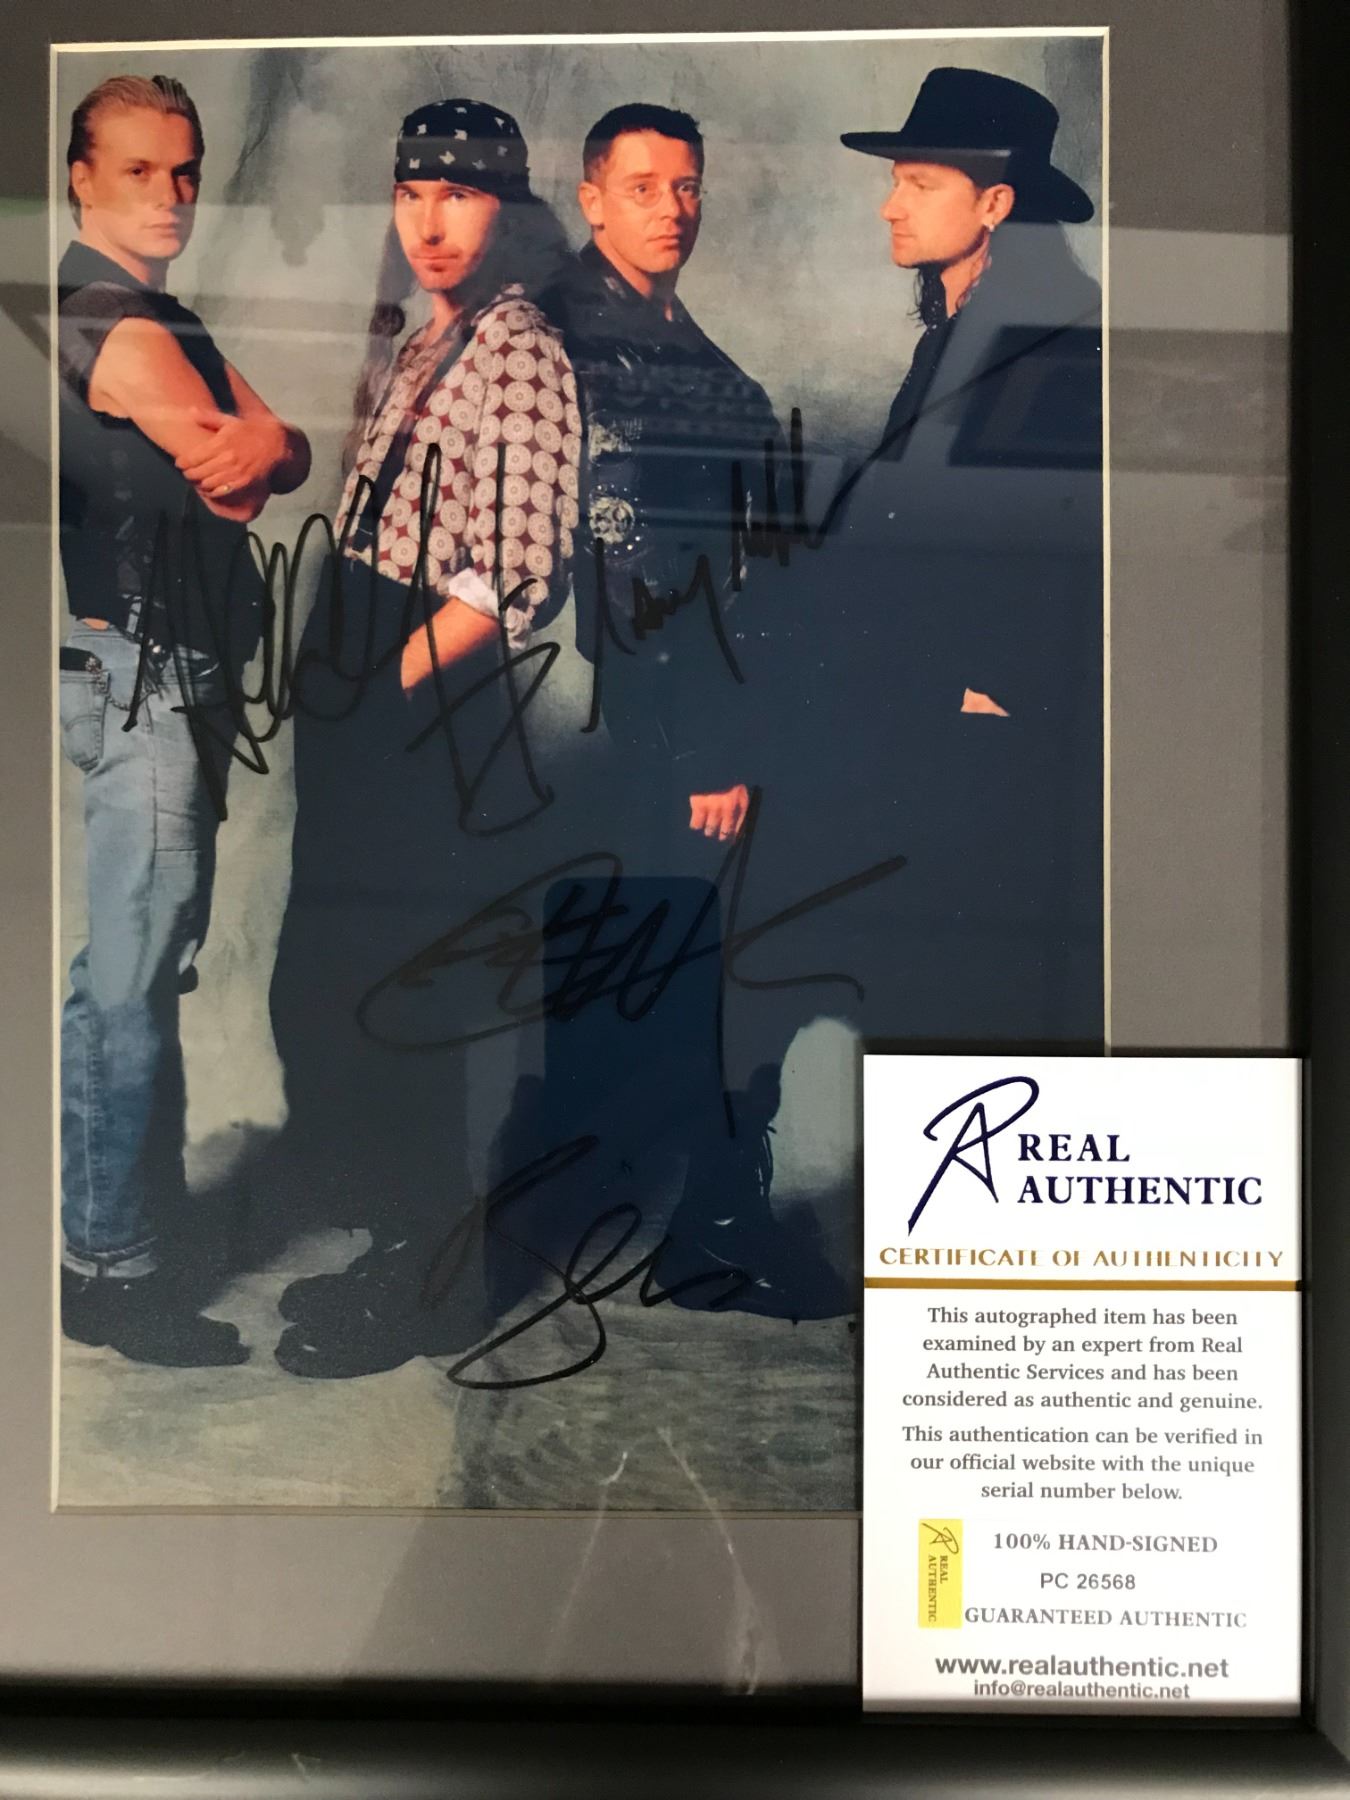 REAL
AUTHENTIC
CERTIFICATE OF AUTHENTICITY
This autographed item has been
examined by an expert from Real
Authentic Services and has been
considered as authentic and genuine.
This authentication can be verified in
our official website with the unique
serial number below.
REAL
AUTHENTIC
100% HAND-SIGNED
PC 26568
GUARANTEED AUTHENTIC
www.realauthentic.net
info@realauthentic.net